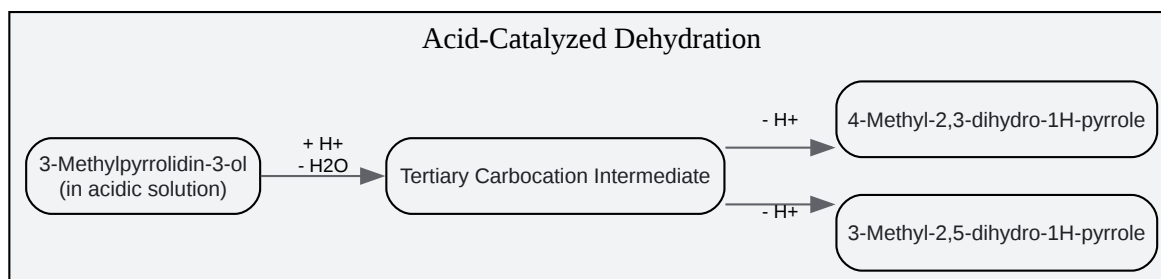 Acid-Catalyzed Dehydration
3-Methylpyrrolidin-3-ol
(in acidic solution)
+ H+
- H2O
Tertiary Carbocation Intermediate
- H+
4-Methyl-2,3-dihydro-1H-pyrrole
- H+
3-Methyl-2,5-dihydro-1H-pyrrole